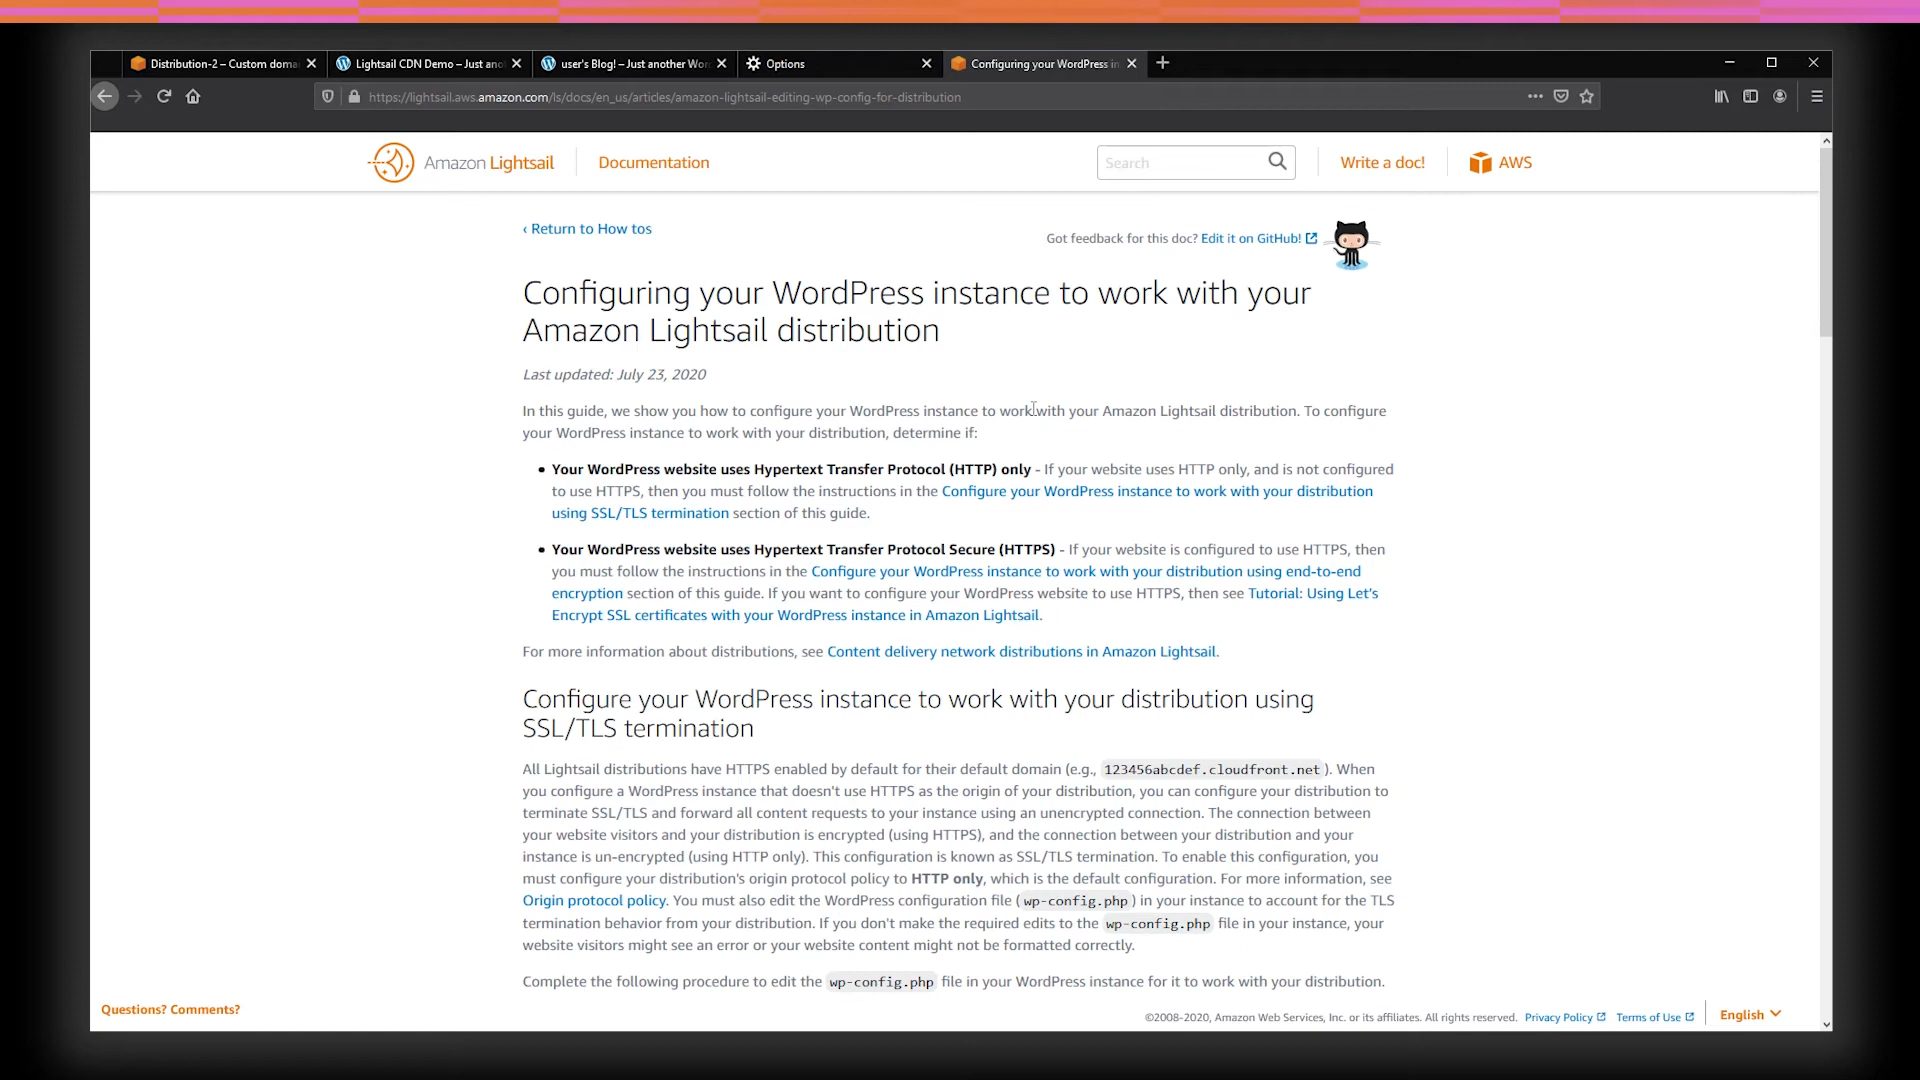 Distribution-2 – Custom doma
Lightsail CDN Demo – Just ano
user's Blog! – Just another Wor
Options
Configuring your WordPress in
https://lightsail.aws.amazon.com/ls/docs/en_us/articles/amazon-lightsail-editing-wp-config-for-distribution
Amazon Lightsail
Documentation
Search
Write a doc!
AWS
‹ Return to How tos
Got feedback for this doc? Edit it on GitHub!
Configuring your WordPress instance to work with your
Amazon Lightsail distribution
Last updated: July 23, 2020
In this guide, we show you how to configure your WordPress instance to work with your Amazon Lightsail distribution. To configure
your WordPress instance to work with your distribution, determine if:
• Your WordPress website uses Hypertext Transfer Protocol (HTTP) only - If your website uses HTTP only, and is not configured
to use HTTPS, then you must follow the instructions in the Configure your WordPress instance to work with your distribution
using SSL/TLS termination section of this guide.
• Your WordPress website uses Hypertext Transfer Protocol Secure (HTTPS) - If your website is configured to use HTTPS, then
you must follow the instructions in the Configure your WordPress instance to work with your distribution using end-to-end
encryption section of this guide. If you want to configure your WordPress website to use HTTPS, then see Tutorial: Using Let's
Encrypt SSL certificates with your WordPress instance in Amazon Lightsail.
For more information about distributions, see Content delivery network distributions in Amazon Lightsail.
Configure your WordPress instance to work with your distribution using
SSL/TLS termination
All Lightsail distributions have HTTPS enabled by default for their default domain (e.g., 123456abcdef.cloudfront.net ). When
you configure a WordPress instance that doesn't use HTTPS as the origin of your distribution, you can configure your distribution to
terminate SSL/TLS and forward all content requests to your instance using an unencrypted connection. The connection between
your website visitors and your distribution is encrypted (using HTTPS), and the connection between your distribution and your
instance is un-encrypted (using HTTP only). This configuration is known as SSL/TLS termination. To enable this configuration, you
must configure your distribution's origin protocol policy to HTTP only, which is the default configuration. For more information, see
Origin protocol policy. You must also edit the WordPress configuration file ( wp-config.php ) in your instance to account for the TLS
termination behavior from your distribution. If you don't make the required edits to the wp-config.php file in your instance, your
website visitors might see an error or your website content might not be formatted correctly.
Complete the following procedure to edit the wp-config.php file in your WordPress instance for it to work with your distribution.
Questions? Comments?
©2008-2020, Amazon Web Services, Inc. or its affiliates. All rights reserved. Privacy Policy Terms of Use
English